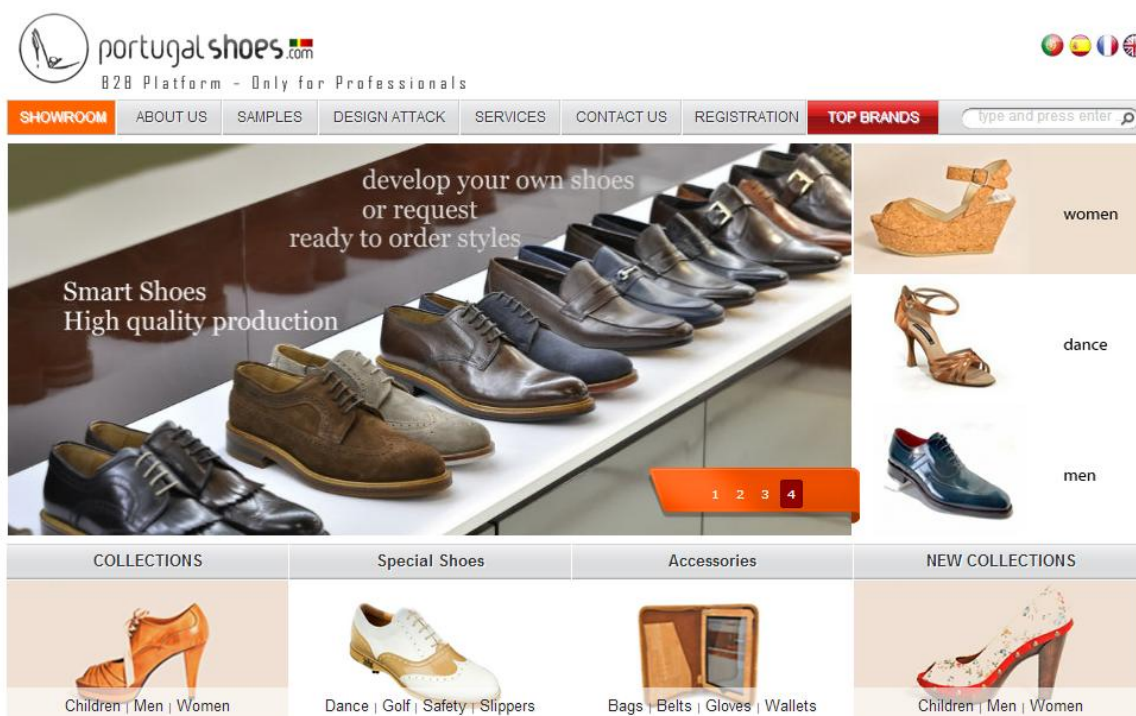 portugalshoes.com
B2B Platform - Only for Professionals
SHOWROOM ABOUT US SAMPLES DESIGN ATTACK SERVICES CONTACT US REGISTRATION TOP BRANDS type and press enter ..
develop your own shoes
or request
ready to order styles
Smart Shoes
High quality production
women
dance
men
1 2 3 4
COLLECTIONS Special Shoes Accessories NEW COLLECTIONS
Children | Men | Women Dance | Golf | Safety | Slippers Bags | Belts | Gloves | Wallets Children | Men | Women